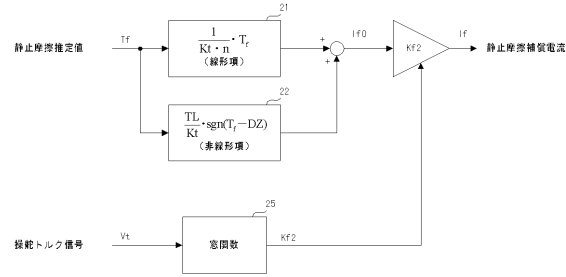 21
静止摩擦推定値
Tf
1/(Kt・n)・Tf
(線形項)
+
+
If0
Kf2
If
静止摩擦補償電流
22
TL/Kt・sgn(Tf−DZ)
(非線形項)
25
操舵トルク信号
Vt
窓関数
Kf2